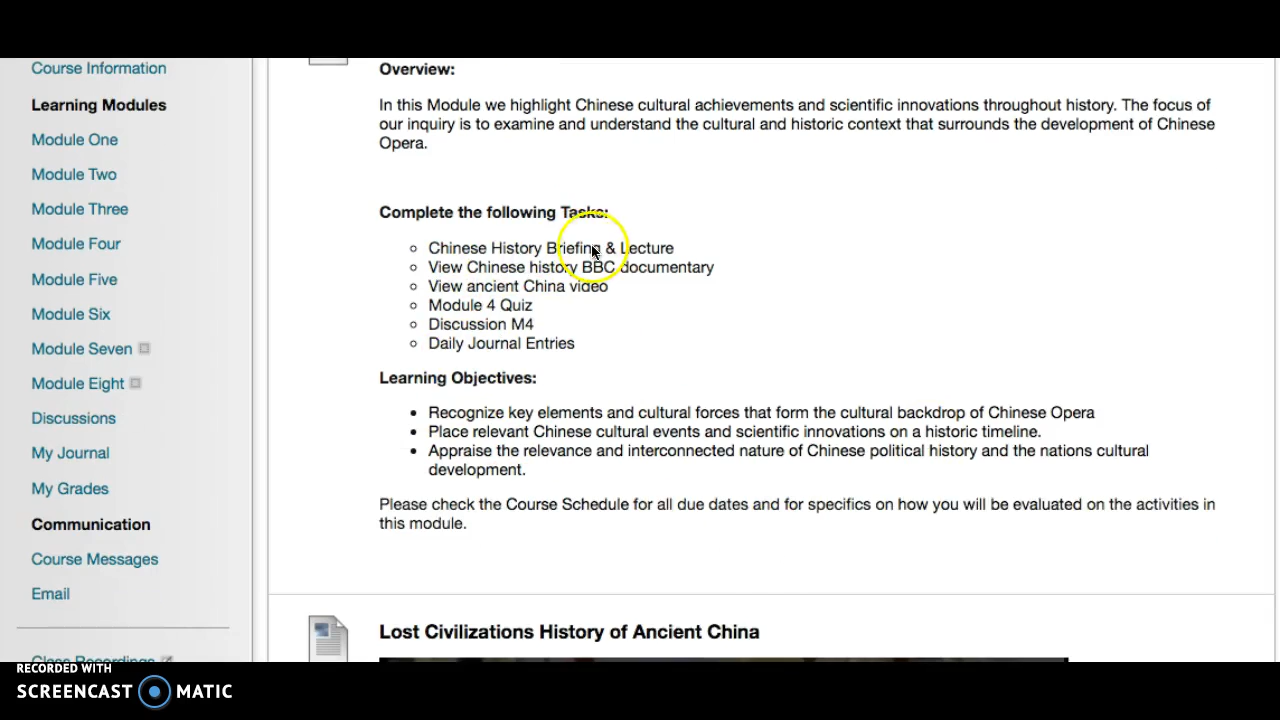 Course Information
Learning Modules
Module One
Module Two
Module Three
Module Four
Module Five
Module Six
Module Seven
Module Eight
Discussions
My Journal
My Grades
Communication
Course Messages
Email
Class Recordings
Overview:
In this Module we highlight Chinese cultural achievements and scientific innovations throughout history. The focus of
our inquiry is to examine and understand the cultural and historic context that surrounds the development of Chinese
Opera.
Complete the following Tasks:
Chinese History Briefing & Lecture
View Chinese history BBC documentary
View ancient China video
Module 4 Quiz
Discussion M4
Daily Journal Entries
Learning Objectives:
Recognize key elements and cultural forces that form the cultural backdrop of Chinese Opera
Place relevant Chinese cultural events and scientific innovations on a historic timeline.
Appraise the relevance and interconnected nature of Chinese political history and the nations cultural
development.
Please check the Course Schedule for all due dates and for specifics on how you will be evaluated on the activities in
this module.
Lost Civilizations History of Ancient China
RECORDED WITH
SCREENCAST MATIC